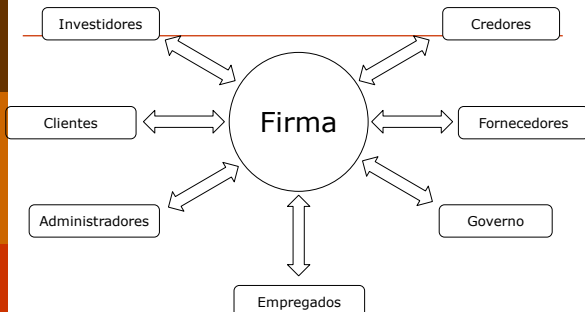 Investidores
Credores
Firma
Clientes
Fornecedores
Administradores
Governo
Empregados